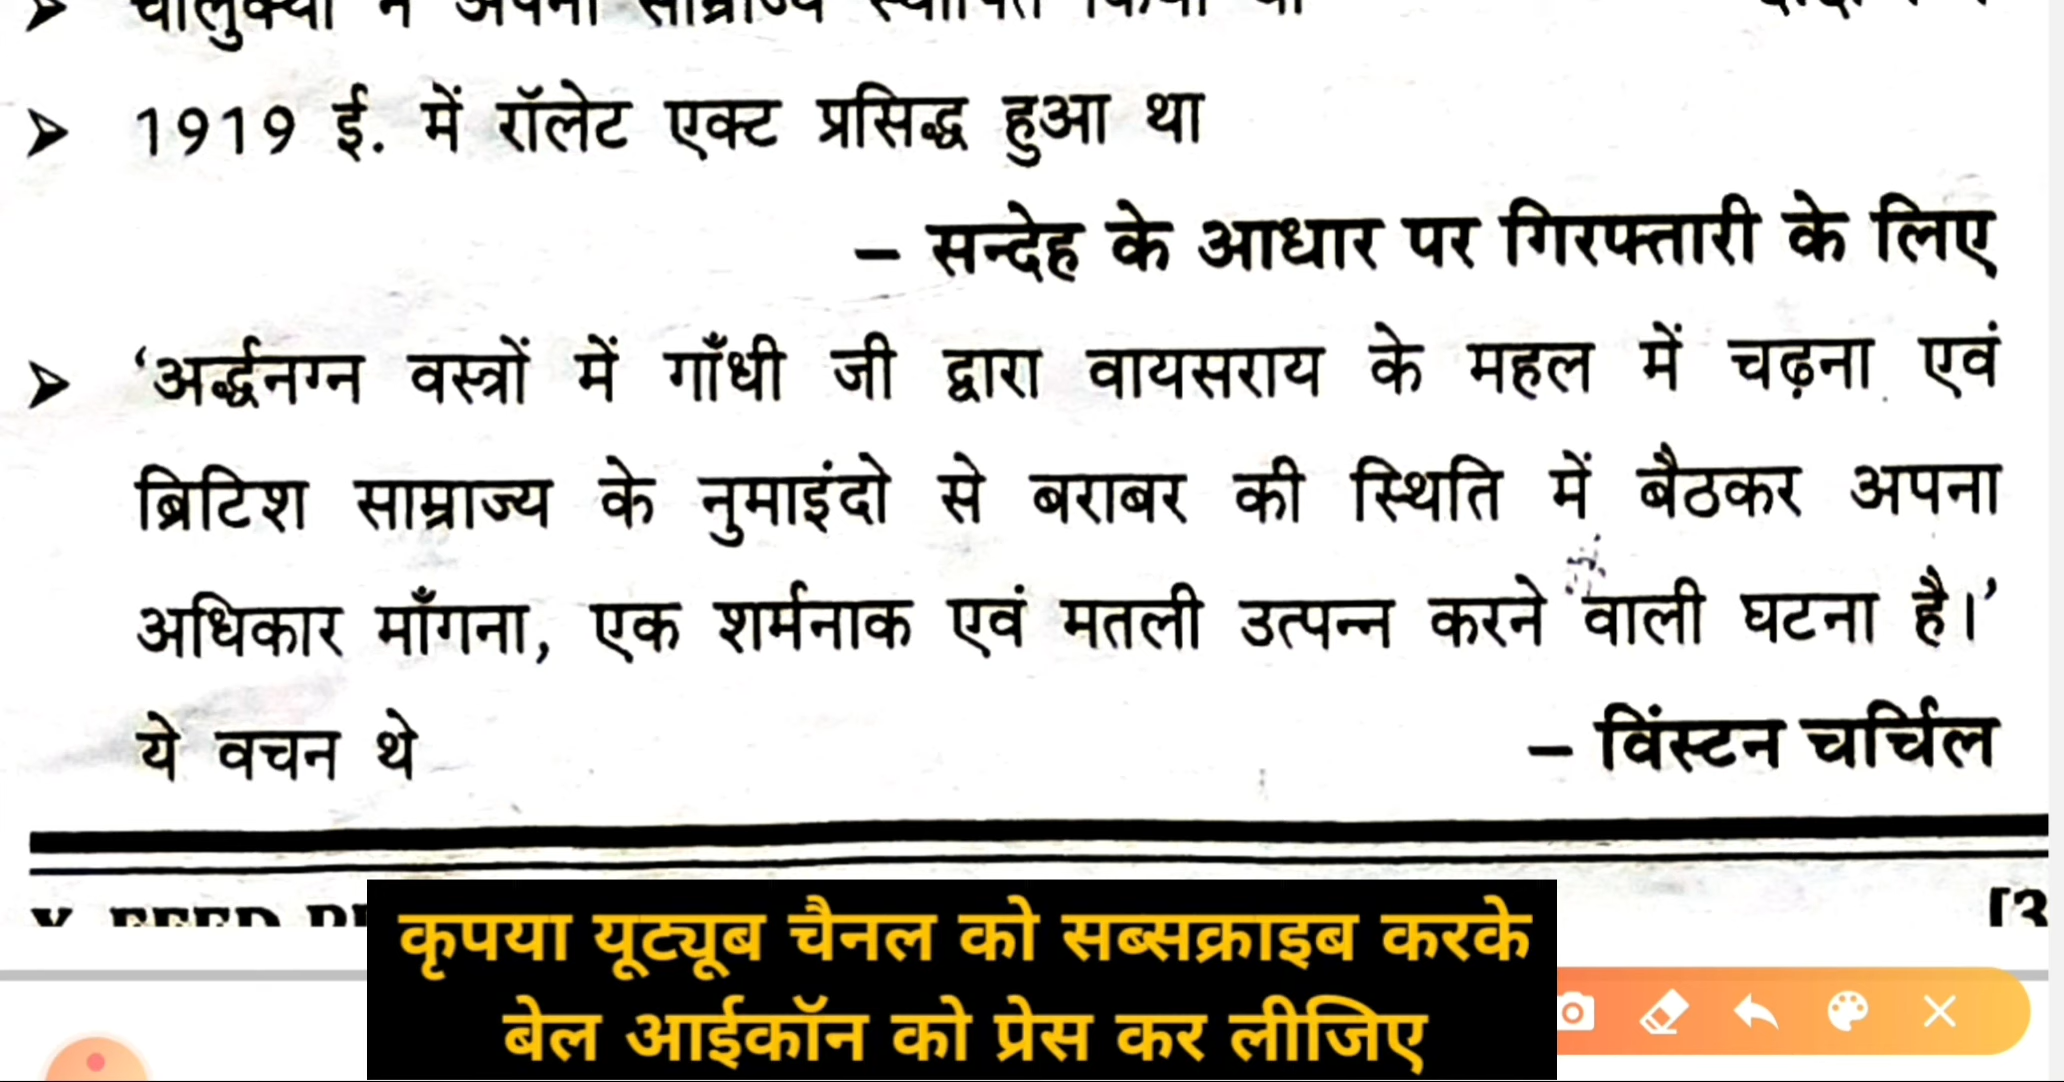 ➤ चालुक्यों ने अपना साम्राज्य स्थापित किया था
➤ 1919 ई. में रॉलेट एक्ट प्रसिद्ध हुआ था
– सन्देह के आधार पर गिरफ्तारी के लिए
➤ ‘अर्द्धनग्न वस्त्रों में गाँधी जी द्वारा वायसराय के महल में चढ़ना एवं
ब्रिटिश साम्राज्य के नुमाइंदो से बराबर की स्थिति में बैठकर अपना
अधिकार माँगना, एक शर्मनाक एवं मतली उत्पन्न करने वाली घटना है।’
ये वचन थे – विंस्टन चर्चिल
कृपया यूट्यूब चैनल को सब्सक्राइब करके
बेल आईकॉन को प्रेस कर लीजिए